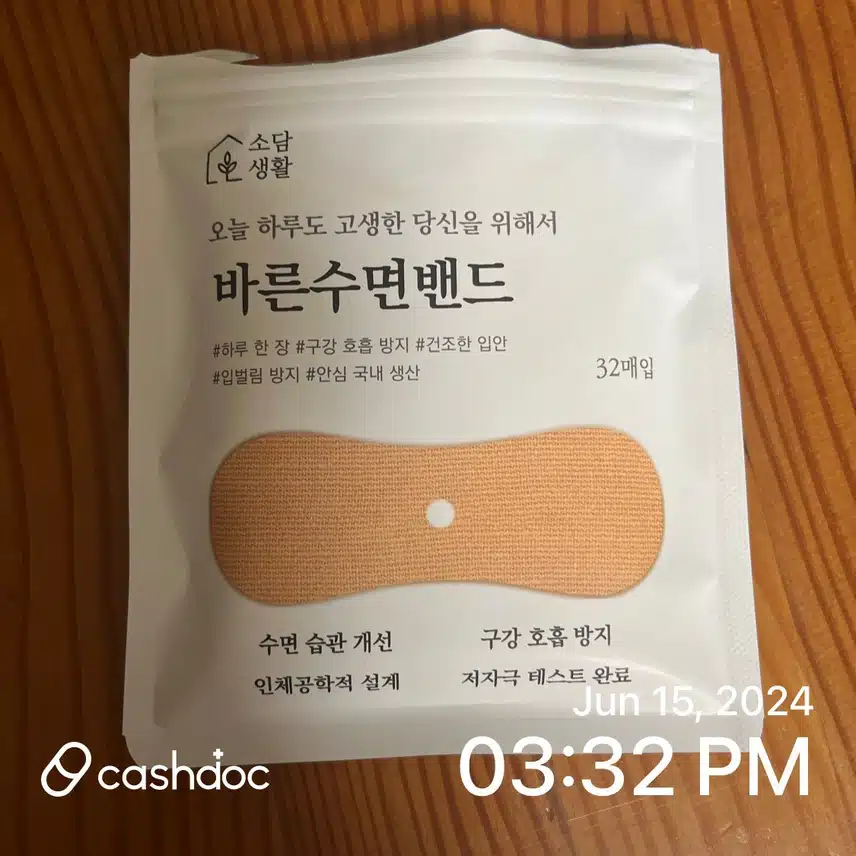 소담
생활
오늘 하루도 고생한 당신을 위해서
바른수면밴드
#하루 한 장 #구강 호흡 방지 #건조한 입안
#입벌림 방지 #안심 국내 생산
32매입
수면 습관 개선
구강 호흡 방지
인체공학적 설계
저자극 테스트 완료
Jun 15, 2024
03:32 PM
cashdoc